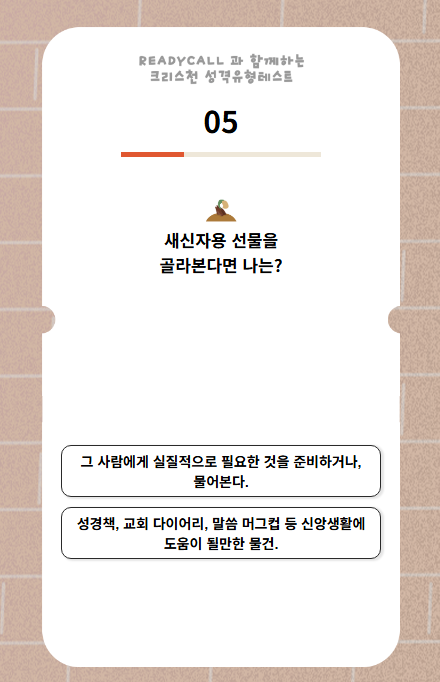 READYCALL 과 함께하는
크리스천 성격유형테스트
05
새신자용 선물을
골라본다면 나는?
그 사람에게 실질적으로 필요한 것을 준비하거나,
물어본다.
성경책, 교회 다이어리, 말씀 머그컵 등 신앙생활에
도움이 될만한 물건.